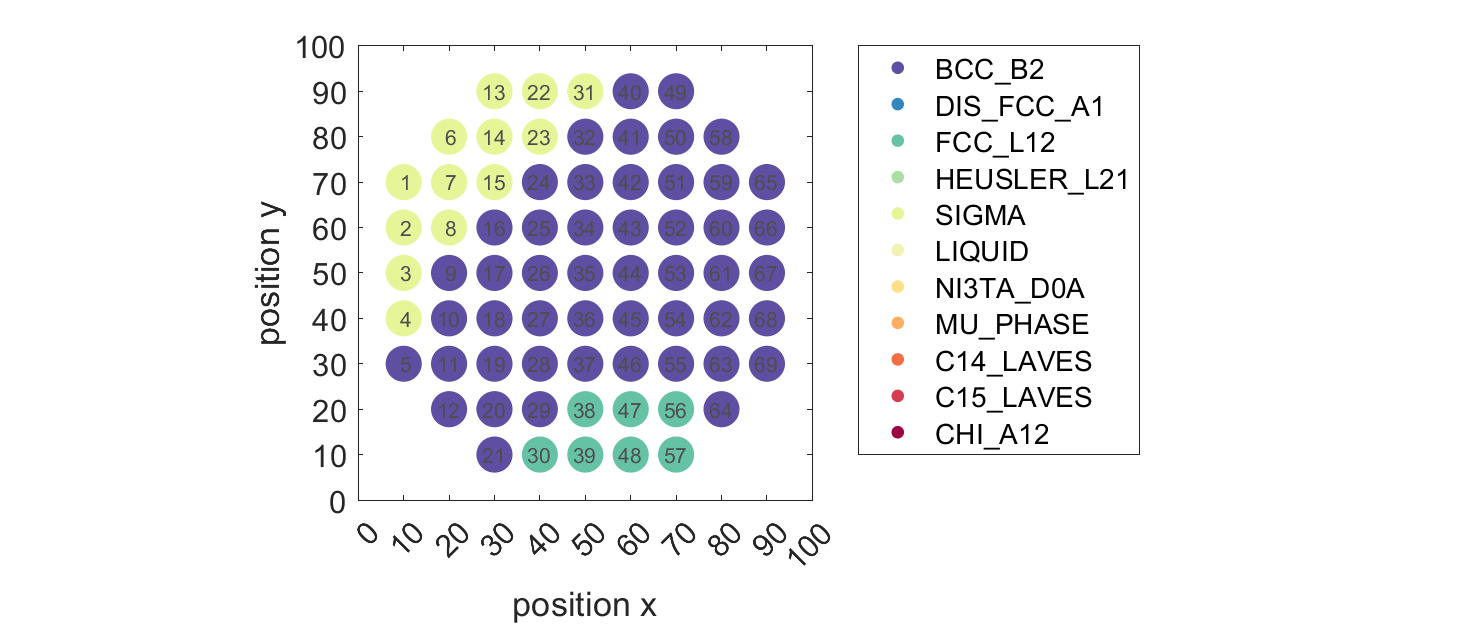 100
90
80
70
60
50
40
30
20
10
0
position y
13 22 31 40 49
6 14 23 32 41 50 58
1 7 15 24 33 42 51 59 65
2 8 16 25 34 43 52 60 66
3 9 17 26 35 44 53 61 67
4 10 18 27 36 45 54 62 68
5 11 19 28 37 46 55 63 69
12 20 29 38 47 56 64
21 30 39 48 57
0 10 20 30 40 50 60 70 80 90 100
position x
BCC_B2
DIS_FCC_A1
FCC_L12
HEUSLER_L21
SIGMA
LIQUID
NI3TA_D0A
MU_PHASE
C14_LAVES
C15_LAVES
CHI_A12